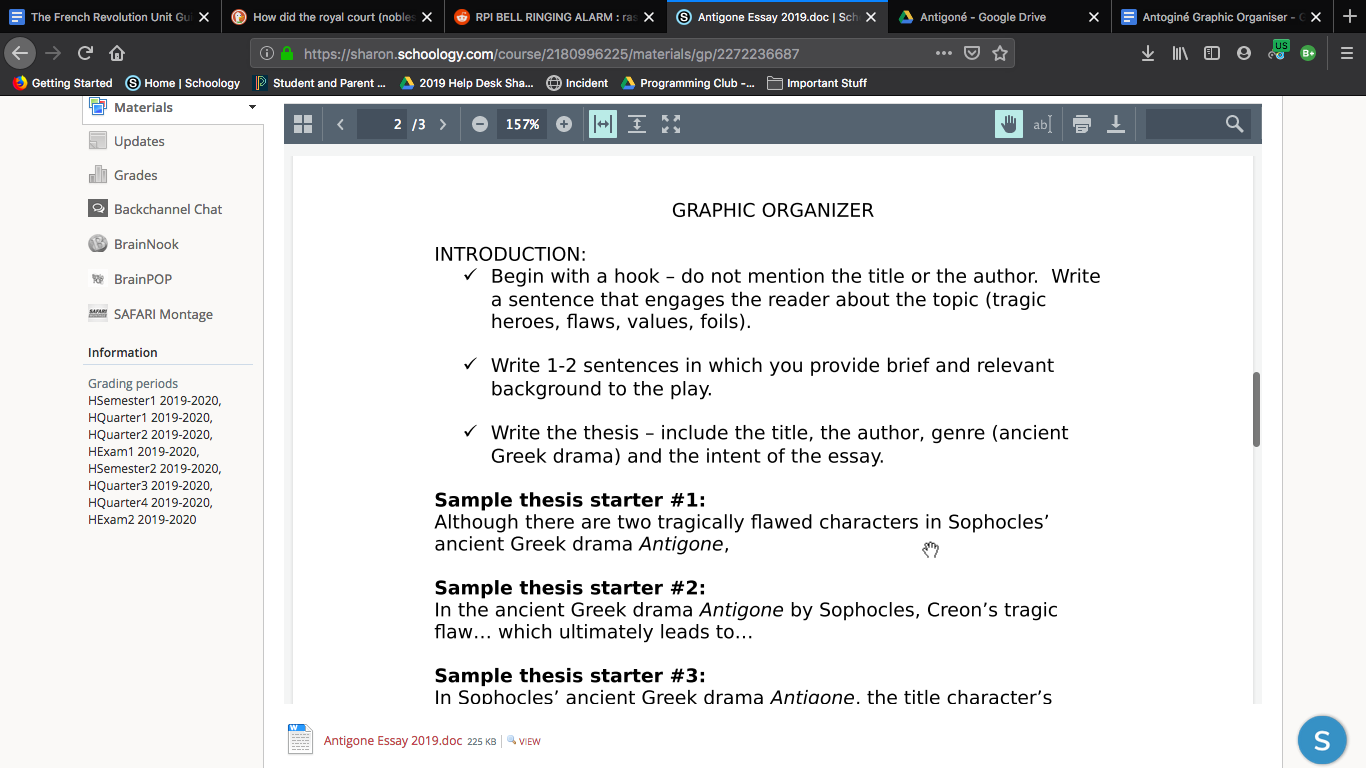 The French Revolution Unit Gui
How did the royal court (nobles
RPI BELL RINGING ALARM : ras
Antigone Essay 2019.doc | Sch
Antigoné - Google Drive
Antoginé Graphic Organiser - G
https://sharon.schoology.com/course/2180996225/materials/gp/2272236687
US
B+
Getting Started
Home | Schoology
Student and Parent ...
2019 Help Desk Sha...
Incident
Programming Club -...
Important Stuff
Materials
Updates
Grades
Backchannel Chat
BrainNook
BrainPOP
SAFARI Montage
Information
Grading periods
HSemester1 2019-2020,
HQuarter1 2019-2020,
HQuarter2 2019-2020,
HExam1 2019-2020,
HSemester2 2019-2020,
HQuarter3 2019-2020,
HQuarter4 2019-2020,
HExam2 2019-2020
2 /3 157%
ab
GRAPHIC ORGANIZER
INTRODUCTION:
✓ Begin with a hook – do not mention the title or the author.  Write
a sentence that engages the reader about the topic (tragic
heroes, flaws, values, foils).
✓ Write 1-2 sentences in which you provide brief and relevant
background to the play.
✓ Write the thesis – include the title, the author, genre (ancient
Greek drama) and the intent of the essay.
Sample thesis starter #1:
Although there are two tragically flawed characters in Sophocles’
ancient Greek drama Antigone,
Sample thesis starter #2:
In the ancient Greek drama Antigone by Sophocles, Creon’s tragic
flaw… which ultimately leads to…
Sample thesis starter #3:
In Sophocles’ ancient Greek drama Antigone, the title character’s
Antigone Essay 2019.doc 225 KB VIEW
S